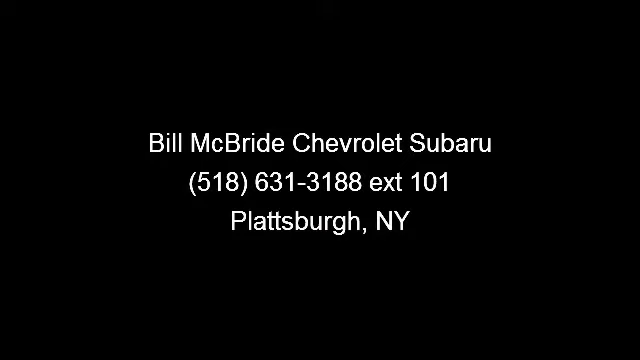 Bill McBride Chevrolet Subaru
(518) 631-3188 ext 101
Plattsburgh, NY